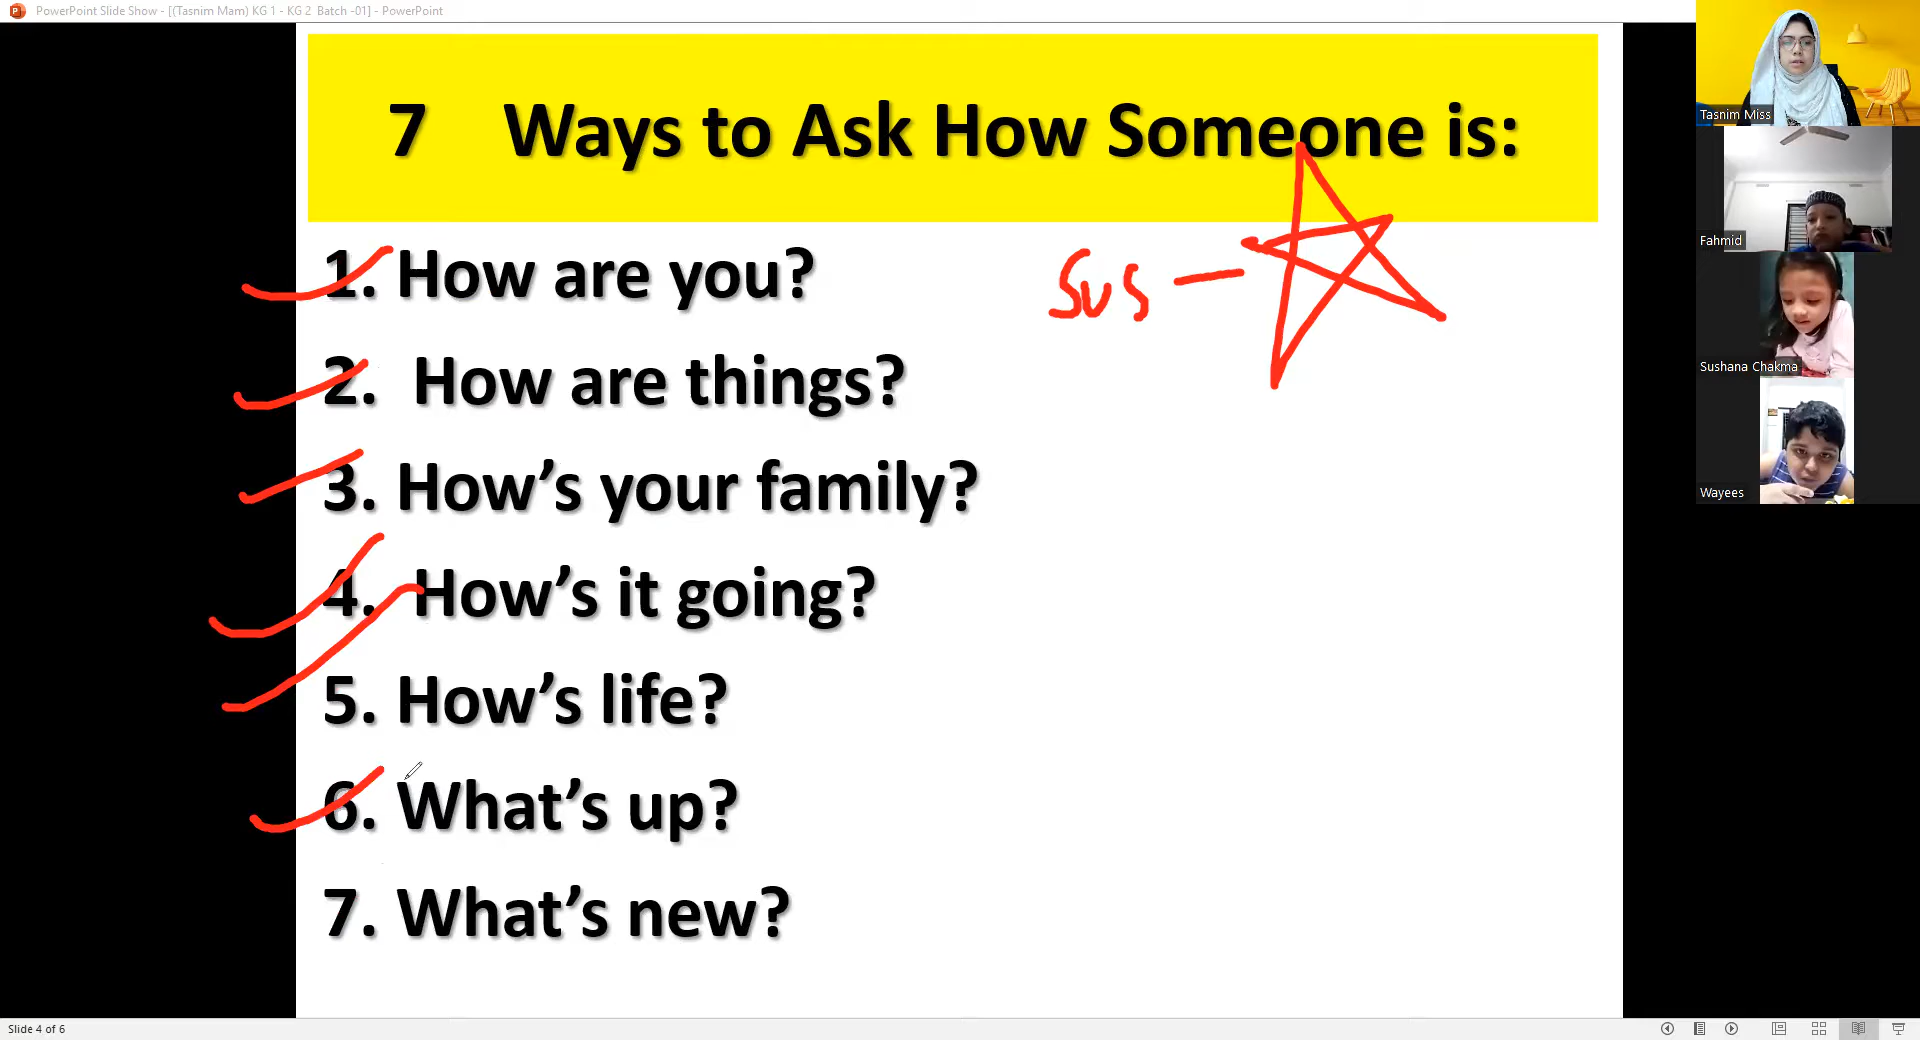 PowerPoint Slide Show - [(Tasnim Mam) KG 1 - KG 2 Batch -01] - PowerPoint
7 Ways to Ask How Someone is:
1. How are you?
Sus —
2. How are things?
3. How's your family?
4. How's it going?
5. How's life?
6. What's up?
7. What's new?
Tasnim Miss
Fahmid
Sushana Chakma
Wayees
Slide 4 of 6